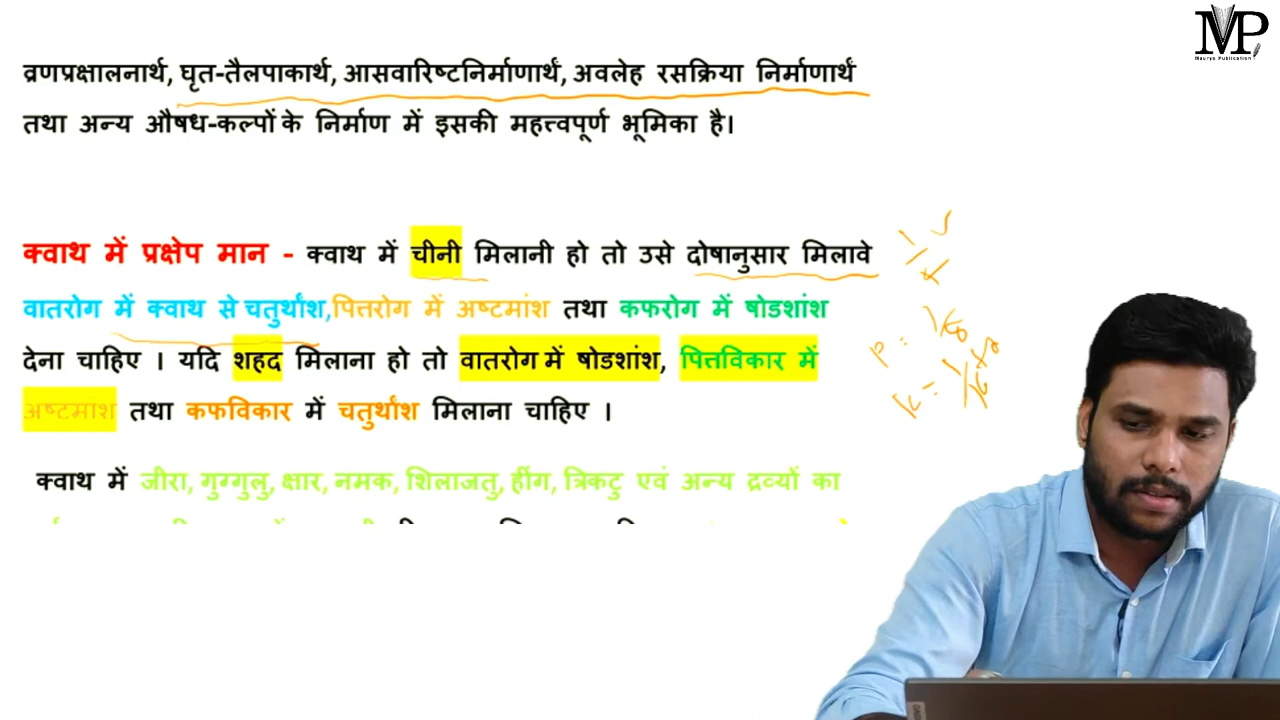 MP
Maurya Publication
व्रणप्रक्षालनार्थ, घृत-तैलपाकार्थ, आसवारिष्टनिर्माणार्थं, अवलेह रसक्रिया निर्माणार्थं
तथा अन्य औषध-कल्पों के निर्माण में इसकी महत्त्वपूर्ण भूमिका है।
क्वाथ में प्रक्षेप मान - क्वाथ में चीनी मिलानी हो तो उसे दोषानुसार मिलावे
वातरोग में क्वाथ से चतुर्थांश,पित्तरोग में अष्टमांश तथा कफरोग में षोडशांश
देना चाहिए । यदि शहद मिलाना हो तो वातरोग में षोडशांश, पित्तविकार में
अष्टमाश तथा कफविकार में चतुर्थांश मिलाना चाहिए ।
क्वाथ में जीरा, गुग्गुलु, क्षार, नमक, शिलाजतु, हींग, त्रिकटु एवं अन्य द्रव्यों का